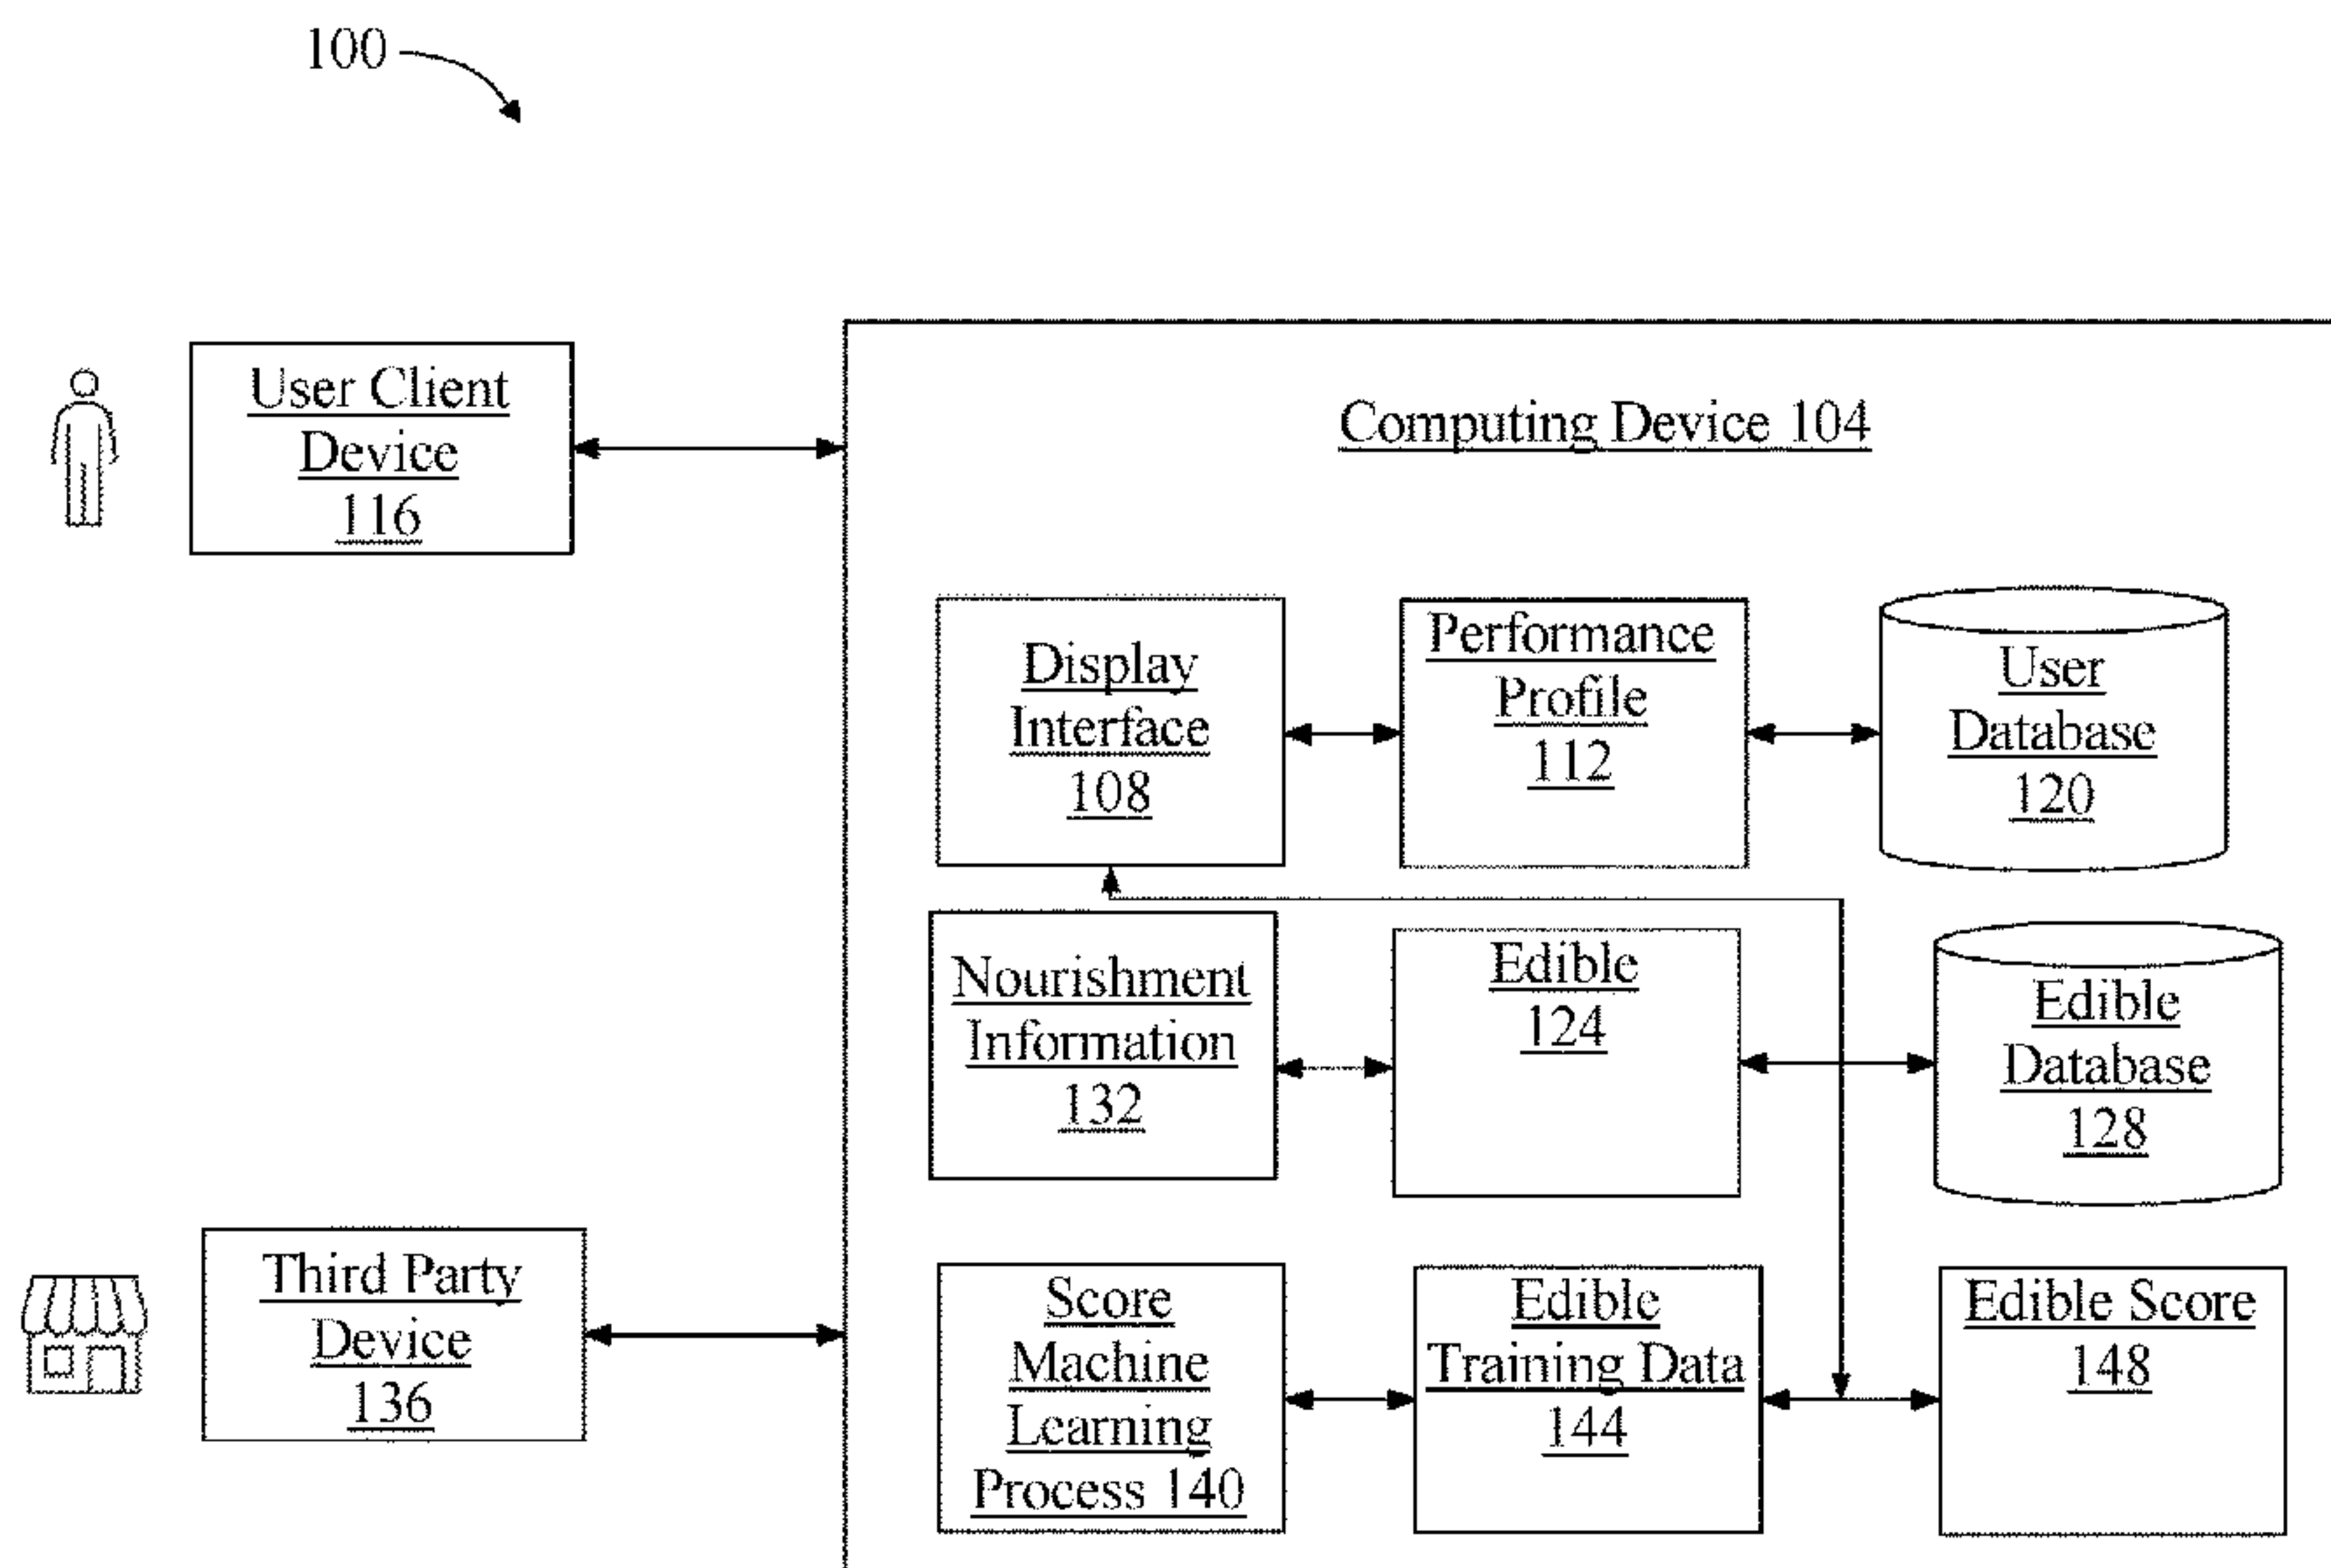 100
User Client
Device
116
Computing Device 104
Display
Interface
108
Performance
Profile
112
User
Database
120
Nourishment
Information
132
Edible
124
Edible
Database
128
Third Party
Device
136
Score
Machine
Learning
Process 140
Edible
Training Data
144
Edible Score
148